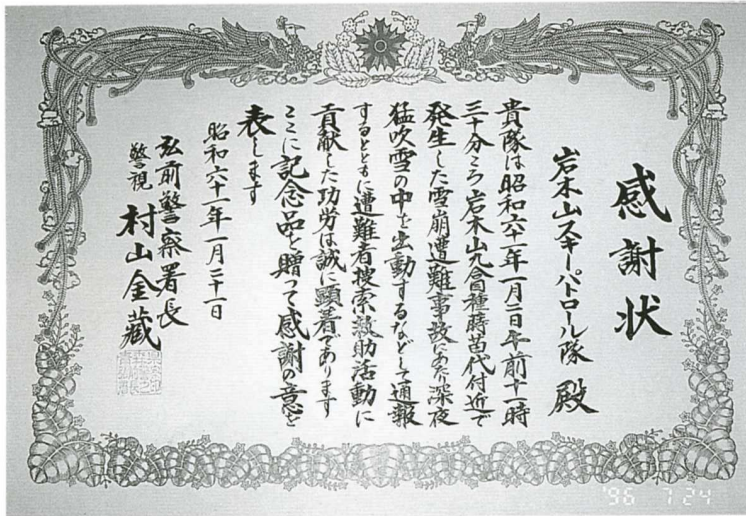 感謝状
岩木山スキーパトロール隊 殿
貴隊は昭和六十一年一月二日午前十一時
三十分ころ岩木山九合目種蒔苗代付近で
発生した雪崩遭難事故にあたり深夜
猛吹雪の中を出動するなどして通報
するとともに遭難者捜索救助活動に
貢献した功労は誠に顕著であります
ここに記念品を贈って感謝の意を
表します
昭和六十一年一月二十一日
弘前警察署長
警視 村山金藏
'96 7 24